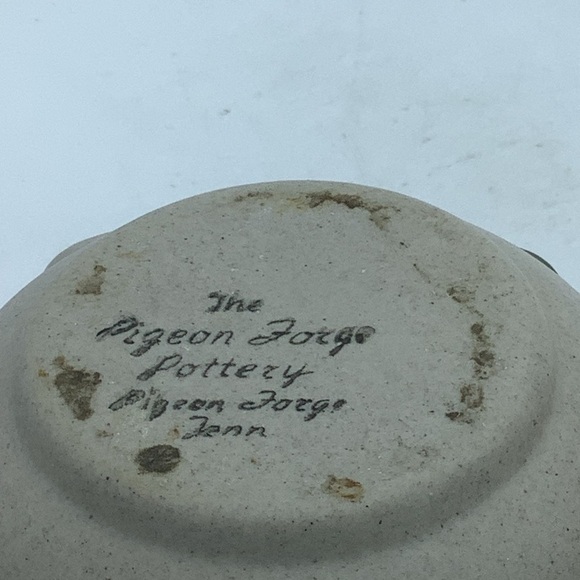 The
Pigeon Forge
Pottery
Pigeon Forge
Tenn